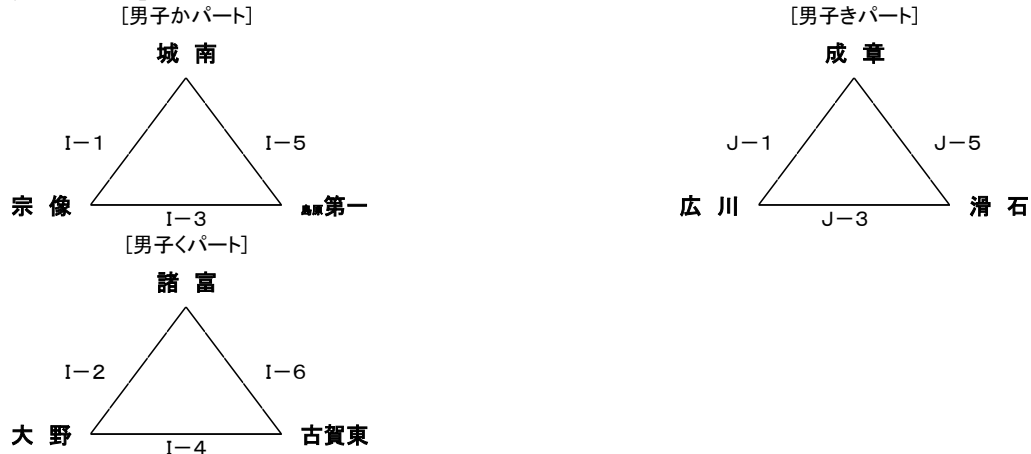 [男子かパート]
城 南
I-1
I-5
宗 像
島原第一
I-3
[男子きパート]
成 章
J-1
J-5
広 川
滑 石
J-3
[男子くパート]
諸 富
I-2
I-6
大 野
古賀東
I-4